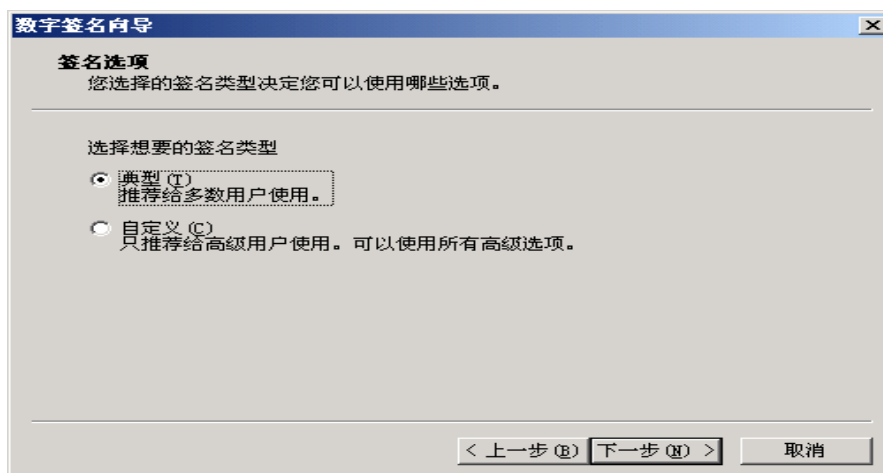 数字签名向导
签名选项
您选择的签名类型决定您可以使用哪些选项。
选择想要的签名类型
典型(T)
推荐给多数用户使用。
自定义(C)
只推荐给高级用户使用。可以使用所有高级选项。
< 上一步(B) 下一步(N) > 取消